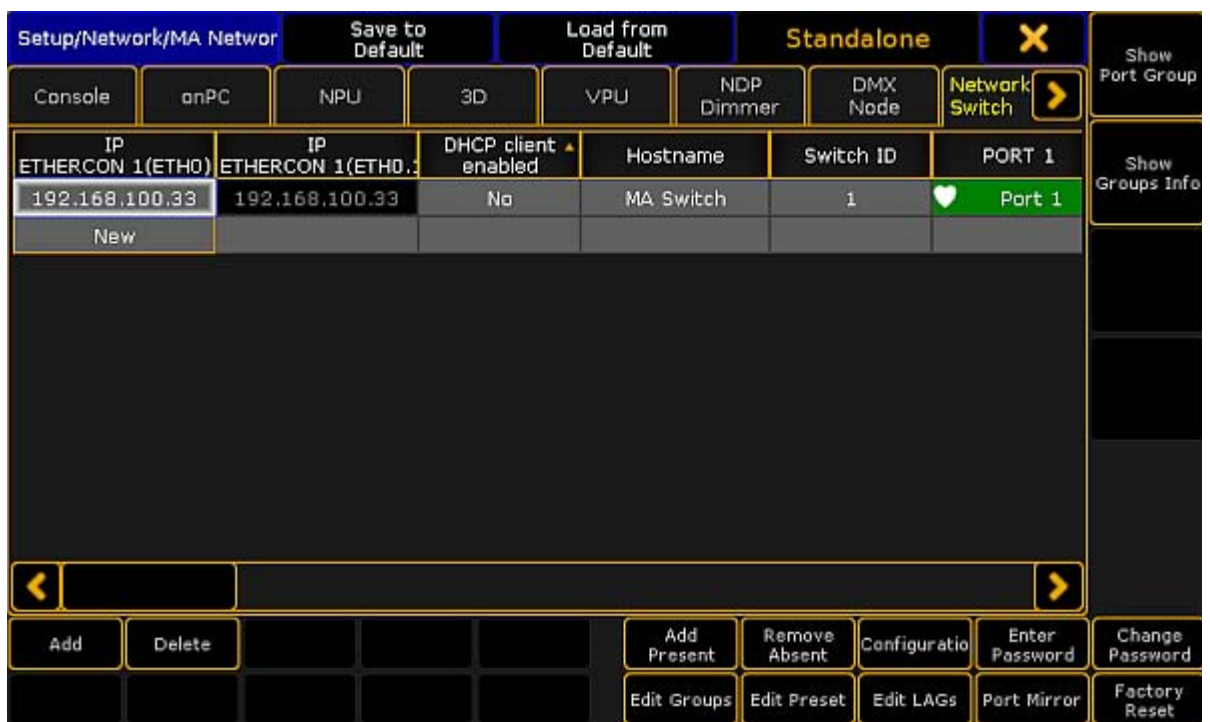 Setup/Network/MA Networ
Save to
Default
Load from
Default
Standalone
Show
Port Group
Console
onPC
NPU
3D
VPU
NDP
Dimmer
DMX
Node
Network
Switch
IP
ETHERCON 1(ETH0)
IP
ETHERCON 1(ETH0.:
DHCP client
enabled
Hostname
Switch ID
PORT 1
Show
Groups Info
192.168.100.33
192.168.100.33
No
MA Switch
1
Port 1
New
Add
Delete
Add
Present
Remove
Absent
Configuratio
Enter
Password
Change
Password
Edit Groups
Edit Preset
Edit LAGs
Port Mirror
Factory
Reset